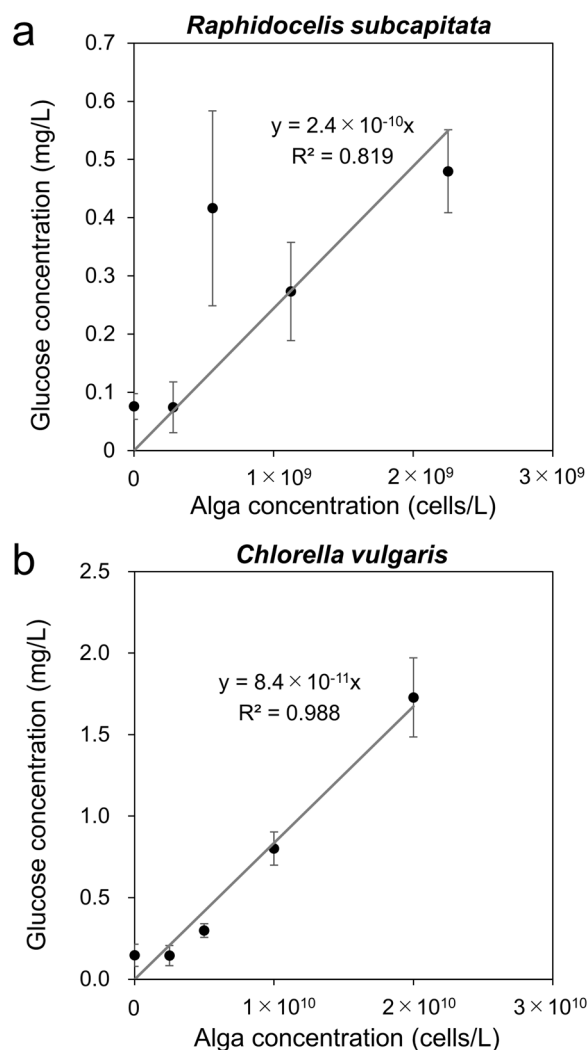 a
Raphidocelis subcapitata
Glucose concentration (mg/L)
0.7
0.6
0.5
0.4
0.3
0.2
0.1
0
y = 2.4 × 10⁻¹⁰x
R² = 0.819
0
1 × 10⁹
2 × 10⁹
3 × 10⁹
Alga concentration (cells/L)
b
Chlorella vulgaris
Glucose concentration (mg/L)
2.5
2.0
1.5
1.0
0.5
0.0
y = 8.4 × 10⁻¹¹x
R² = 0.988
0
1 × 10¹⁰
2 × 10¹⁰
3 × 10¹⁰
Alga concentration (cells/L)